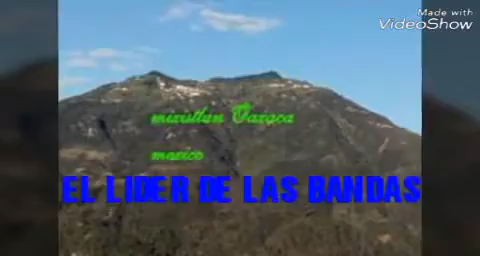 Made with
VideoShow
mixistlan Oaxaca
mexico
EL LIDER DE LAS BANDAS